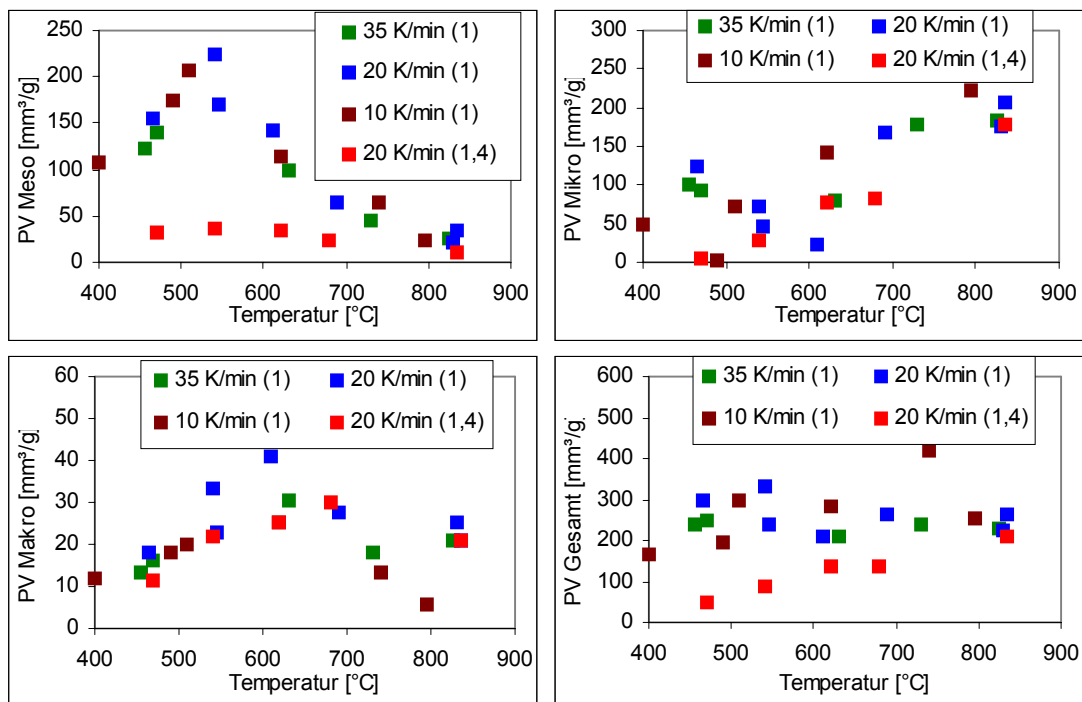 PV Meso [mm³/g]
250
200
150
100
50
0
35 K/min (1)
20 K/min (1)
10 K/min (1)
20 K/min (1,4)
400 500 600 700 800 900
Temperatur [°C]
PV Mikro [mm³/g]
300
200
100
50
0
35 K/min (1) 20 K/min (1)
10 K/min (1) 20 K/min (1,4)
400 500 600 700 800 900
Temperatur [°C]
PV Makro [mm³/g]
60
50
40
30
20
10
0
35 K/min (1) 20 K/min (1)
10 K/min (1) 20 K/min (1,4)
400 500 600 700 800 900
Temperatur [°C]
PV Gesamt [mm³/g]
600
500
400
300
200
100
0
35 K/min (1) 20 K/min (1)
10 K/min (1) 20 K/min (1,4)
400 500 600 700 800 900
Temperatur [°C]